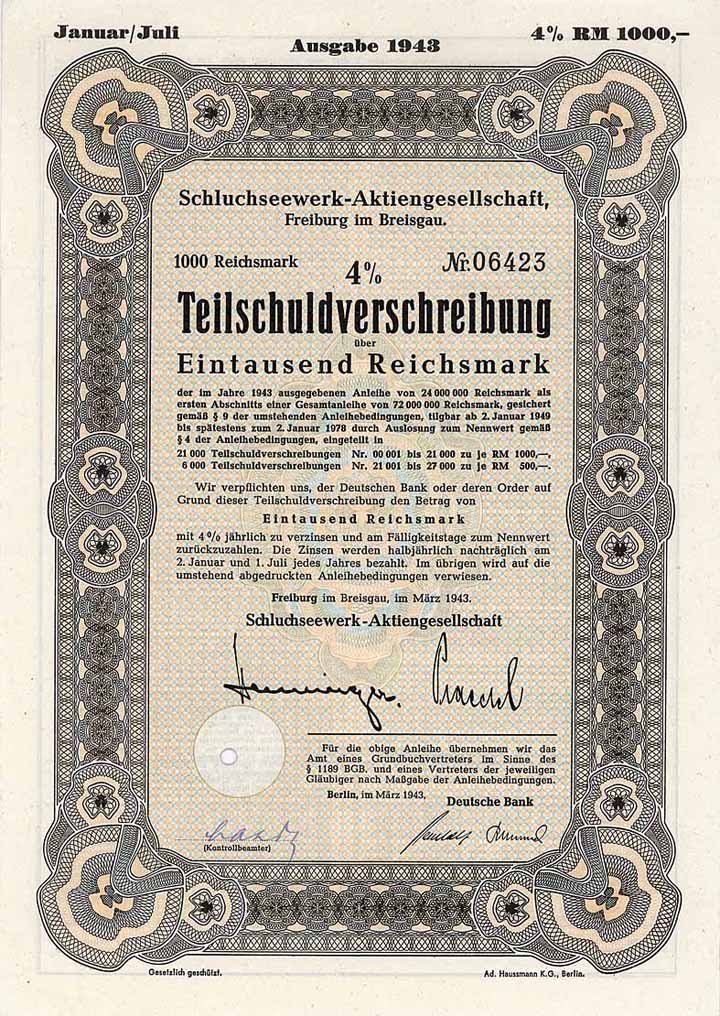 Januar/Juli
Ausgabe 1943
4% RM 1000,–
Schluchseewerk-Aktiengesellschaft,
Freiburg im Breisgau.
1000 Reichsmark
4%
Nr. 06423
Teilschuldverschreibung
über
Eintausend Reichsmark
der im Jahre 1943 ausgegebenen Anleihe von 24 000 000 Reichsmark als
ersten Abschnitts einer Gesamtanleihe von 72 000 000 Reichsmark, gesichert
gemäß § 9 der umstehenden Anleihebedingungen, tilgbar ab 2. Januar 1949
bis spätestens zum 2. Januar 1978 durch Auslosung zum Nennwert gemäß
§ 4 der Anleihebedingungen, eingeteilt in
21 000 Teilschuldverschreibungen Nr. 00 001 bis 21 000 zu je RM 1000,—,
6 000 Teilschuldverschreibungen Nr. 21 001 bis 27 000 zu je RM 500,—.
Wir verpflichten uns, der Deutschen Bank oder deren Order auf
Grund dieser Teilschuldverschreibung den Betrag von
Eintausend Reichsmark
mit 4% jährlich zu verzinsen und am Fälligkeitstage zum Nennwert
zurückzuzahlen. Die Zinsen werden halbjährlich nachträglich am
2. Januar und 1. Juli jedes Jahres bezahlt. Im übrigen wird auf die
umstehend abgedruckten Anleihebedingungen verwiesen.
Freiburg im Breisgau, im März 1943.
Schluchseewerk-Aktiengesellschaft
Für die obige Anleihe übernehmen wir das
Amt eines Grundbuchvertreters im Sinne des
§ 1189 BGB. und eines Vertreters der jeweiligen
Gläubiger nach Maßgabe der Anleihebedingungen.
Berlin, im März 1943.
Deutsche Bank
(Kontrollbeamter)
Gesetzlich geschützt.
Ad. Haussmann K.G., Berlin.